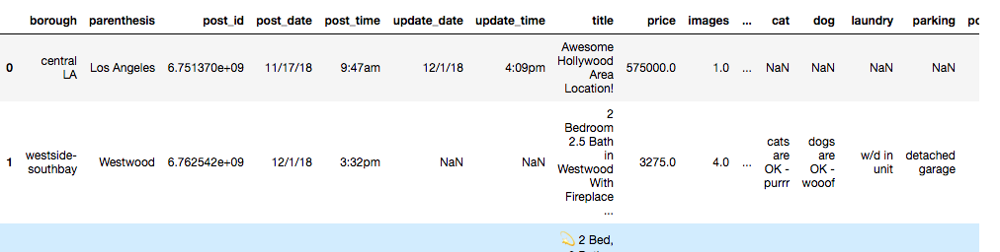 borough parenthesis post_id post_date post_time update_date update_time title price images ... cat dog laundry parking
0 central LA Los Angeles 6.751370e+09 11/17/18 9:47am 12/1/18 4:09pm Awesome Hollywood Area Location! 575000.0 1.0 ... NaN NaN NaN NaN
1 westside-southbay Westwood 6.762542e+09 12/1/18 3:32pm NaN NaN 2 Bedroom 2.5 Bath in Westwood With Fireplace ... 3275.0 4.0 ... cats are OK - purrr dogs are OK - wooof w/d in unit detached garage
💫 2 Bed,